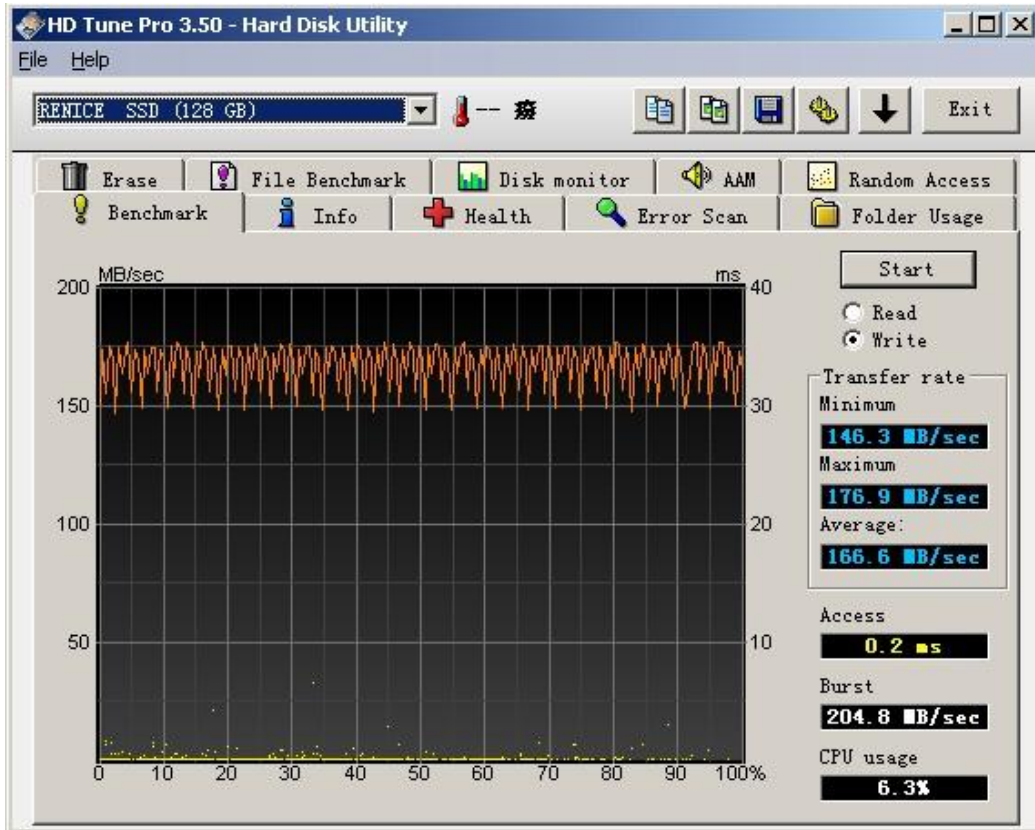 HD Tune Pro 3.50 - Hard Disk Utility
File Help
RENICE SSD (128 GB) -- 癈 Exit
Erase File Benchmark Disk monitor AAM Random Access
Benchmark Info Health Error Scan Folder Usage
MB/sec ms
200 40
150 30
100 20
50 10
0 10 20 30 40 50 60 70 80 90 100%
Start
Read
Write
Transfer rate
Minimum
146.3 MB/sec
Maximum
176.9 MB/sec
Average:
166.6 MB/sec
Access
0.2 ms
Burst
204.8 MB/sec
CPU usage
6.3%